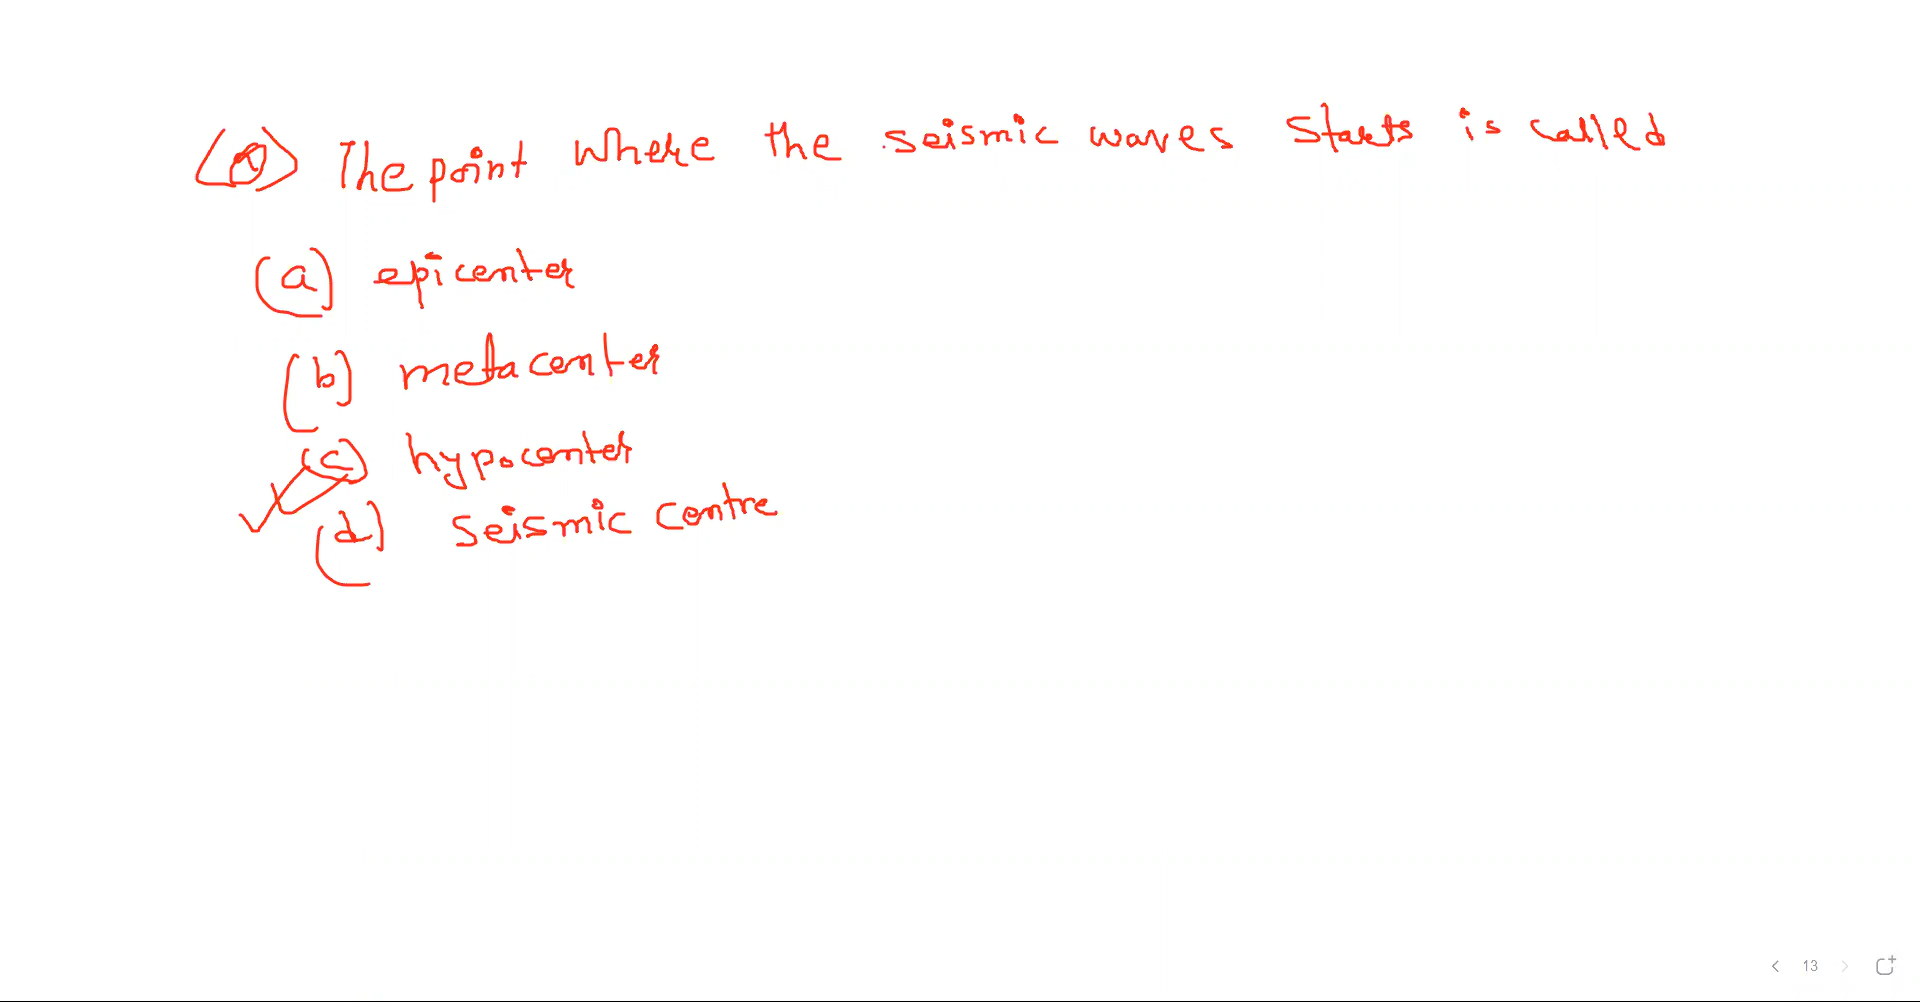 (Q) The point where the seismic waves starts is called
(a) epicenter
(b) metacenter
(c) hypocenter
(d) seismic centre
13